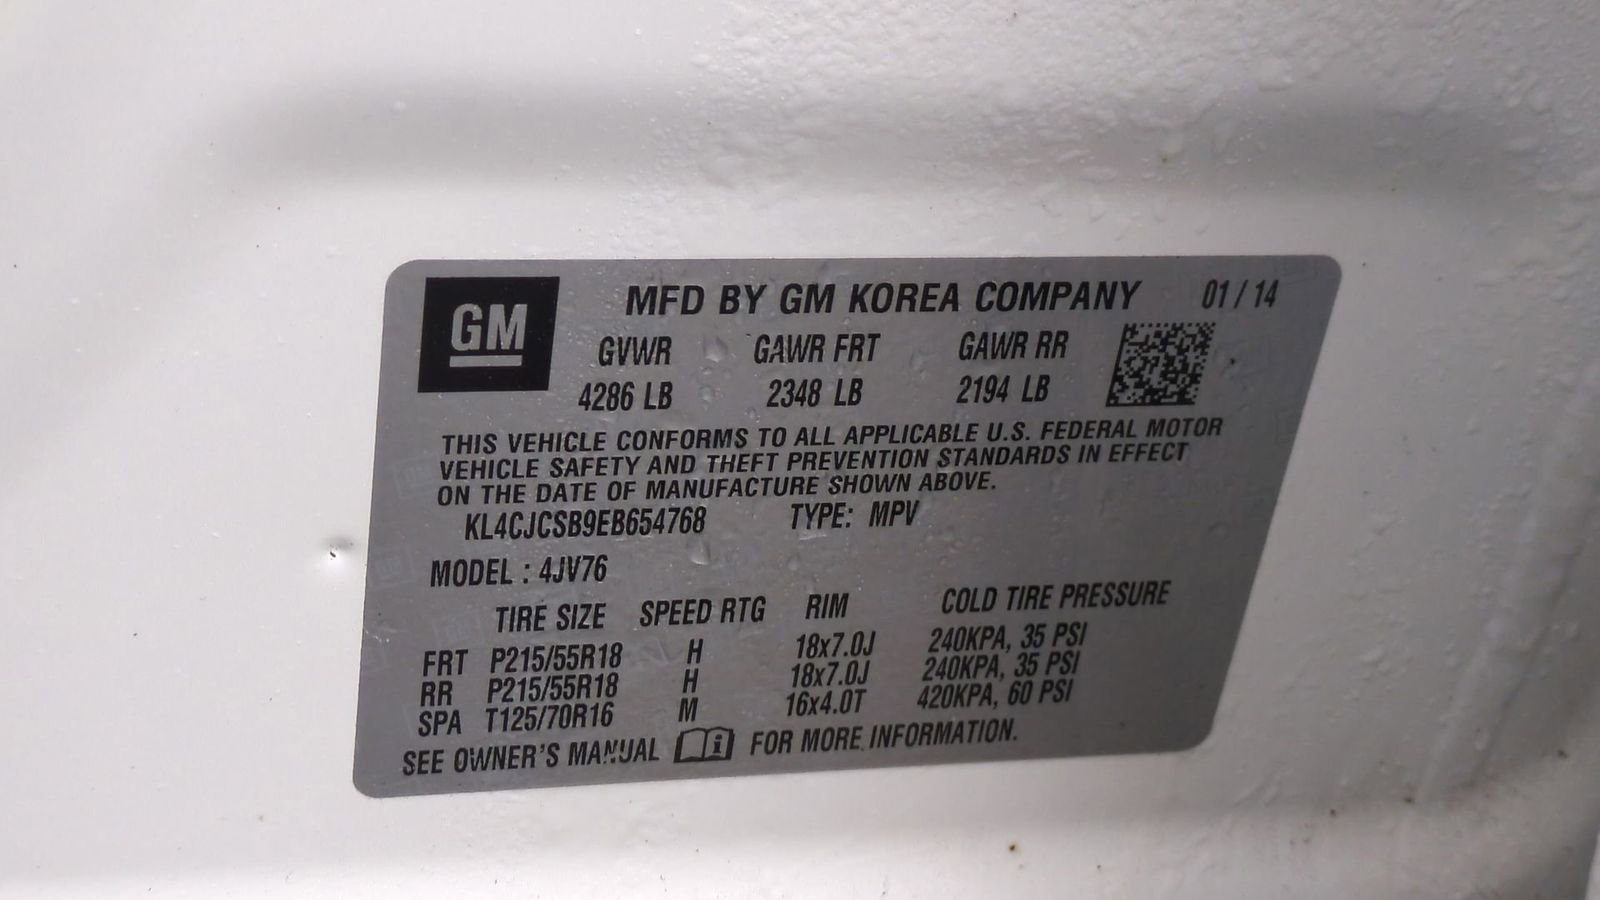 GM
MFD BY GM KOREA COMPANY 01/14
GVWR GAWR FRT GAWR RR
4286 LB 2348 LB 2194 LB
THIS VEHICLE CONFORMS TO ALL APPLICABLE U.S. FEDERAL MOTOR
VEHICLE SAFETY AND THEFT PREVENTION STANDARDS IN EFFECT
ON THE DATE OF MANUFACTURE SHOWN ABOVE.
KL4CJCSB9EB654768 TYPE: MPV
MODEL : 4JV76
TIRE SIZE SPEED RTG RIM COLD TIRE PRESSURE
FRT P215/55R18 H 18x7.0J 240KPA, 35 PSI
RR P215/55R18 H 18x7.0J 240KPA, 35 PSI
SPA T125/70R16 M 16x4.0T 420KPA, 60 PSI
SEE OWNER'S MANUAL FOR MORE INFORMATION.